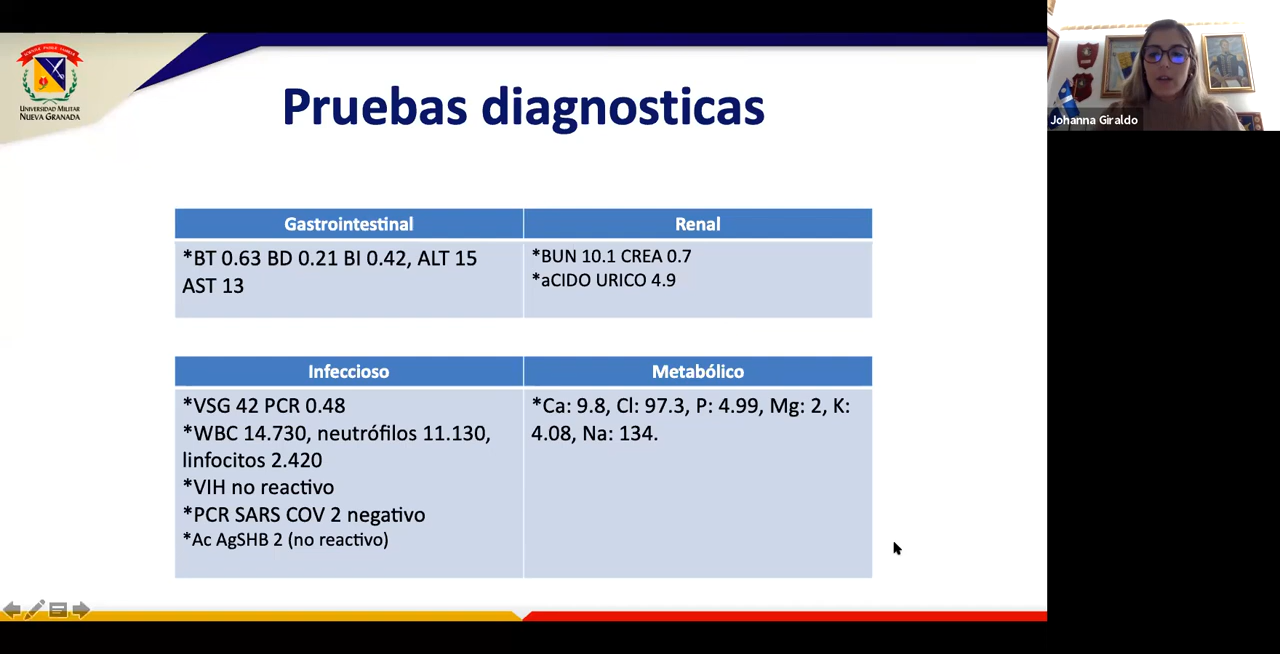 UNIVERSIDAD MILITAR
NUEVA GRANADA
Pruebas diagnosticas
Johanna Giraldo
Gastrointestinal
Renal
*BT 0.63 BD 0.21 BI 0.42, ALT 15
AST 13
*BUN 10.1 CREA 0.7
*aCIDO URICO 4.9
Infeccioso
Metabólico
*VSG 42 PCR 0.48
*WBC 14.730, neutrófilos 11.130,
linfocitos 2.420
*VIH no reactivo
*PCR SARS COV 2 negativo
*Ac AgSHB 2 (no reactivo)
*Ca: 9.8, Cl: 97.3, P: 4.99, Mg: 2, K:
4.08, Na: 134.